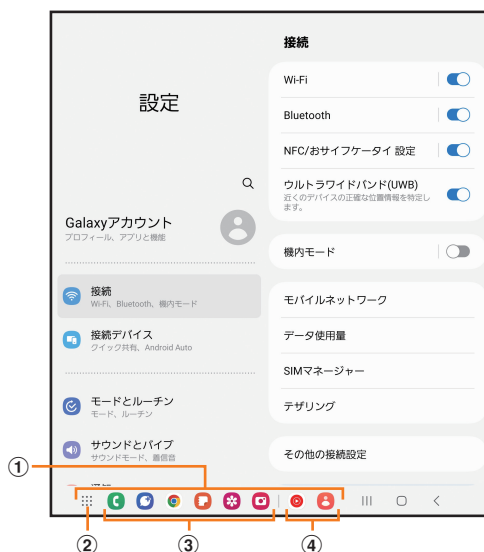 設定
Galaxyアカウント
プロフィール、アプリと機能
接続
Wi-Fi、Bluetooth、機内モード
接続デバイス
クイック共有、Android Auto
モードとルーチン
モード、ルーチン
サウンドとバイブ
サウンドモード、着信音
接続
Wi-Fi
Bluetooth
NFC/おサイフケータイ 設定
ウルトラワイドバンド(UWB)
近くのデバイスの正確な位置情報を特定し
ます。
機内モード
モバイルネットワーク
データ使用量
SIMマネージャー
テザリング
その他の接続設定
①
②
③
④